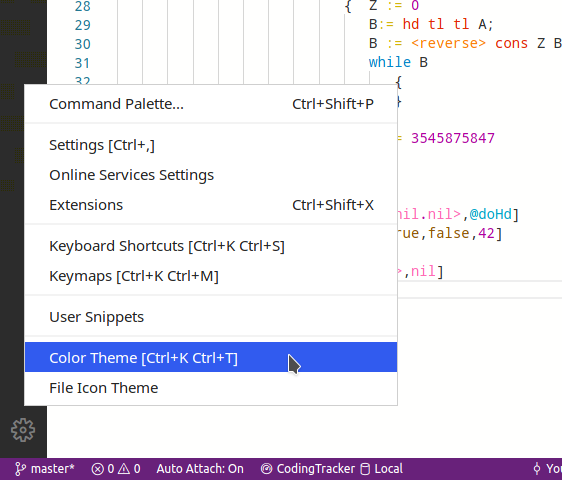 28 { Z := 0
29 B:= hd tl tl A;
30 B := <reverse> cons Z B
31 while B
32 {
}
= 3545875847
nil.nil>,@doHd]
rue,false,42]
>,nil]
Command Palette... Ctrl+Shift+P
Settings [Ctrl+,]
Online Services Settings
Extensions Ctrl+Shift+X
Keyboard Shortcuts [Ctrl+K Ctrl+S]
Keymaps [Ctrl+K Ctrl+M]
User Snippets
Color Theme [Ctrl+K Ctrl+T]
File Icon Theme
master* 0 0 Auto Attach: On CodingTracker Local You